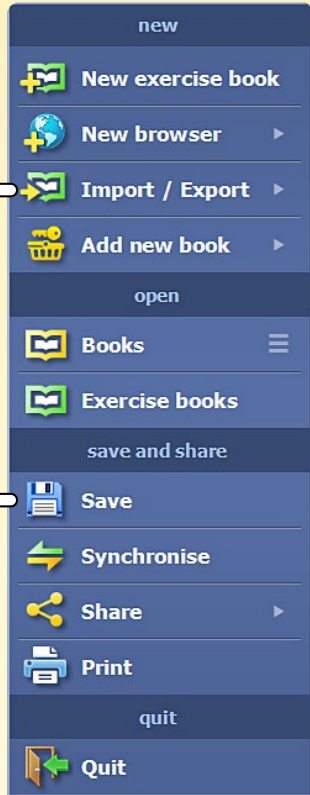 new
New exercise book
New browser
Import / Export
Add new book
open
Books
Exercise books
save and share
Save
Synchronise
Share
Print
quit
Quit